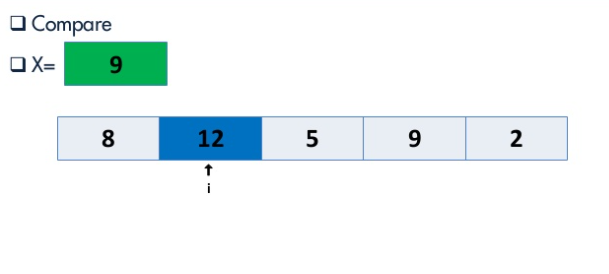 ❑ Compare
❑ X= 9
8 12 5 9 2
i